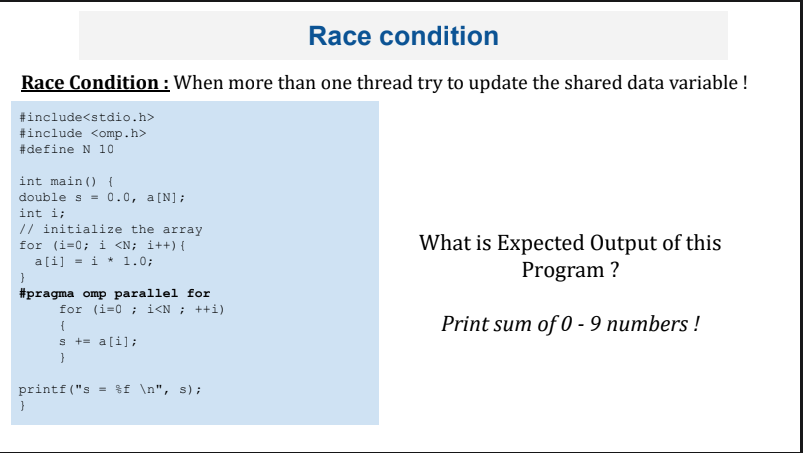 Race condition
Race Condition : When more than one thread try to update the shared data variable !
#include<stdio.h>
#include <omp.h>
#define N 10
int main() {
double s = 0.0, a[N];
int i;
// initialize the array
for (i=0; i <N; i++){
a[i] = i * 1.0;
}
#pragma omp parallel for
for (i=0 ; i<N ; ++i)
{
s += a[i];
}
printf("s = %f \n", s);
}
What is Expected Output of this
Program ?
Print sum of 0 - 9 numbers !